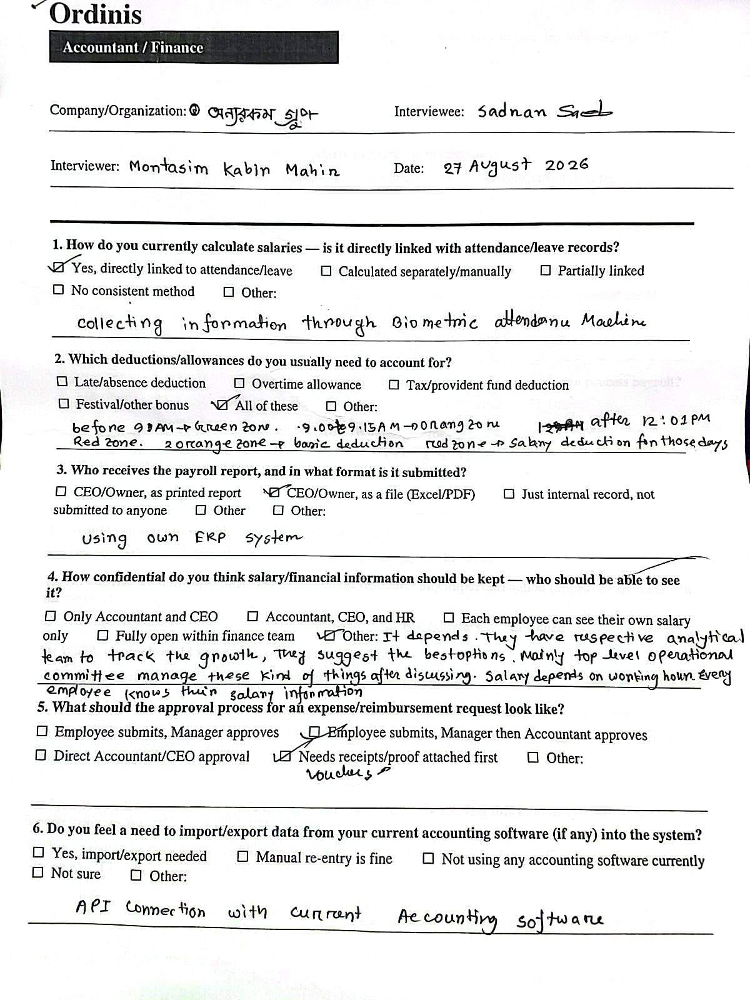 Ordinis
Accountant / Finance
Company/Organization: অন্যরকম গ্রুপ Interviewee: Sadnan
Interviewer: Montasim Kabir Mahin Date: 27 August 2026
1. How do you currently calculate salaries — is it directly linked with attendance/leave records?
☑ Yes, directly linked to attendance/leave ☐ Calculated separately/manually ☐ Partially linked
☐ No consistent method ☐ Other:
collecting information through Biometric attendance Machine
2. Which deductions/allowances do you usually need to account for?
☐ Late/absence deduction ☐ Overtime allowance ☐ Tax/provident fund deduction
☐ Festival/other bonus ☑ All of these ☐ Other:
before 9 AM → Green zone. 9.00 to 9.15 AM → orang zone after 12:01 PM
Red zone. 2 orange zone → basic deduction red zone → salary deduction for those days
3. Who receives the payroll report, and in what format is it submitted?
☐ CEO/Owner, as printed report ☑ CEO/Owner, as a file (Excel/PDF) ☐ Just internal record, not
submitted to anyone ☐ Other ☐ Other:
using own ERP system
4. How confidential do you think salary/financial information should be kept — who should be able to see
it?
☐ Only Accountant and CEO ☐ Accountant, CEO, and HR ☐ Each employee can see their own salary
only ☐ Fully open within finance team ☑ Other: It depends. They have respective analytical
team to track the growth, They suggest the best options. Mainly top level operational
committee manage these kind of things after discussing. Salary depends on working hour. Every
employee knows their salary information
5. What should the approval process for an expense/reimbursement request look like?
☐ Employee submits, Manager approves ☑ Employee submits, Manager then Accountant approves
☐ Direct Accountant/CEO approval ☑ Needs receipts/proof attached first ☐ Other:
vouchers
6. Do you feel a need to import/export data from your current accounting software (if any) into the system?
☐ Yes, import/export needed ☐ Manual re-entry is fine ☐ Not using any accounting software currently
☐ Not sure ☐ Other:
API connection with current Accounting software